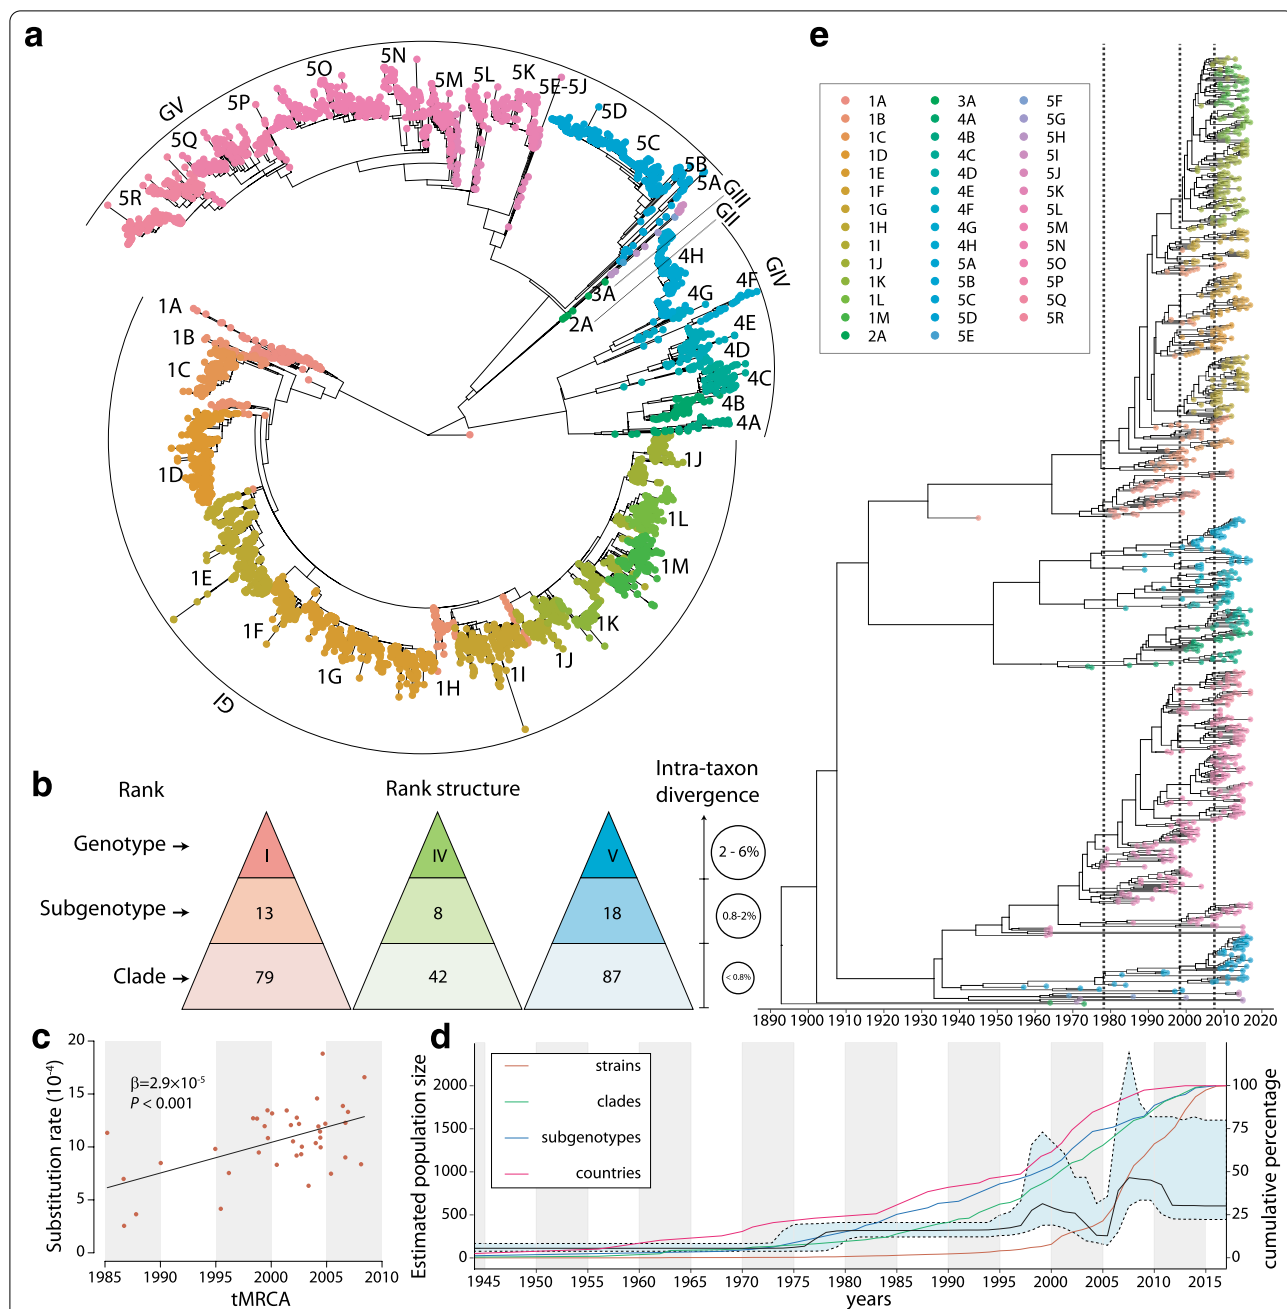 a
GV
5R
5Q
5P
5O
5N
5M
5L
5K
5E-5J
5D
5C
5B
5A
GIII
GII
GIV
4H
4G
4F
4E
4D
4C
4B
4A
3A
2A
1A
1B
1C
1D
1E
1F
1G
1H
1I
1J
1K
1M
1L
1J
GI
b
Rank
Rank structure
Intra-taxon
divergence
Genotype
I
IV
V
2 - 6%
Subgenotype
13
8
18
0.8-2%
Clade
79
42
87
< 0.8%
c
Substitution rate (10⁻⁴)
20
15
10
5
0
β=2.9×10⁻⁵
P < 0.001
1985 1990 1995 2000 2005 2010
tMRCA
d
Estimated population size
2000
1500
1000
500
0
strains
clades
subgenotypes
countries
100
75
50
25
0
cumulative percentage
1945 1950 1955 1960 1965 1970 1975 1980 1985 1990 1995 2000 2005 2010 2015
years
e
1A 3A 5F
1B 4A 5G
1C 4B 5H
1D 4C 5I
1E 4D 5J
1F 4E 5K
1G 4F 5L
1H 4G 5M
1I 4H 5N
1J 5A 5O
1K 5B 5P
1L 5C 5Q
1M 5D 5R
2A 5E
1890 1900 1910 1920 1930 1940 1950 1960 1970 1980 1990 2000 2010 2020